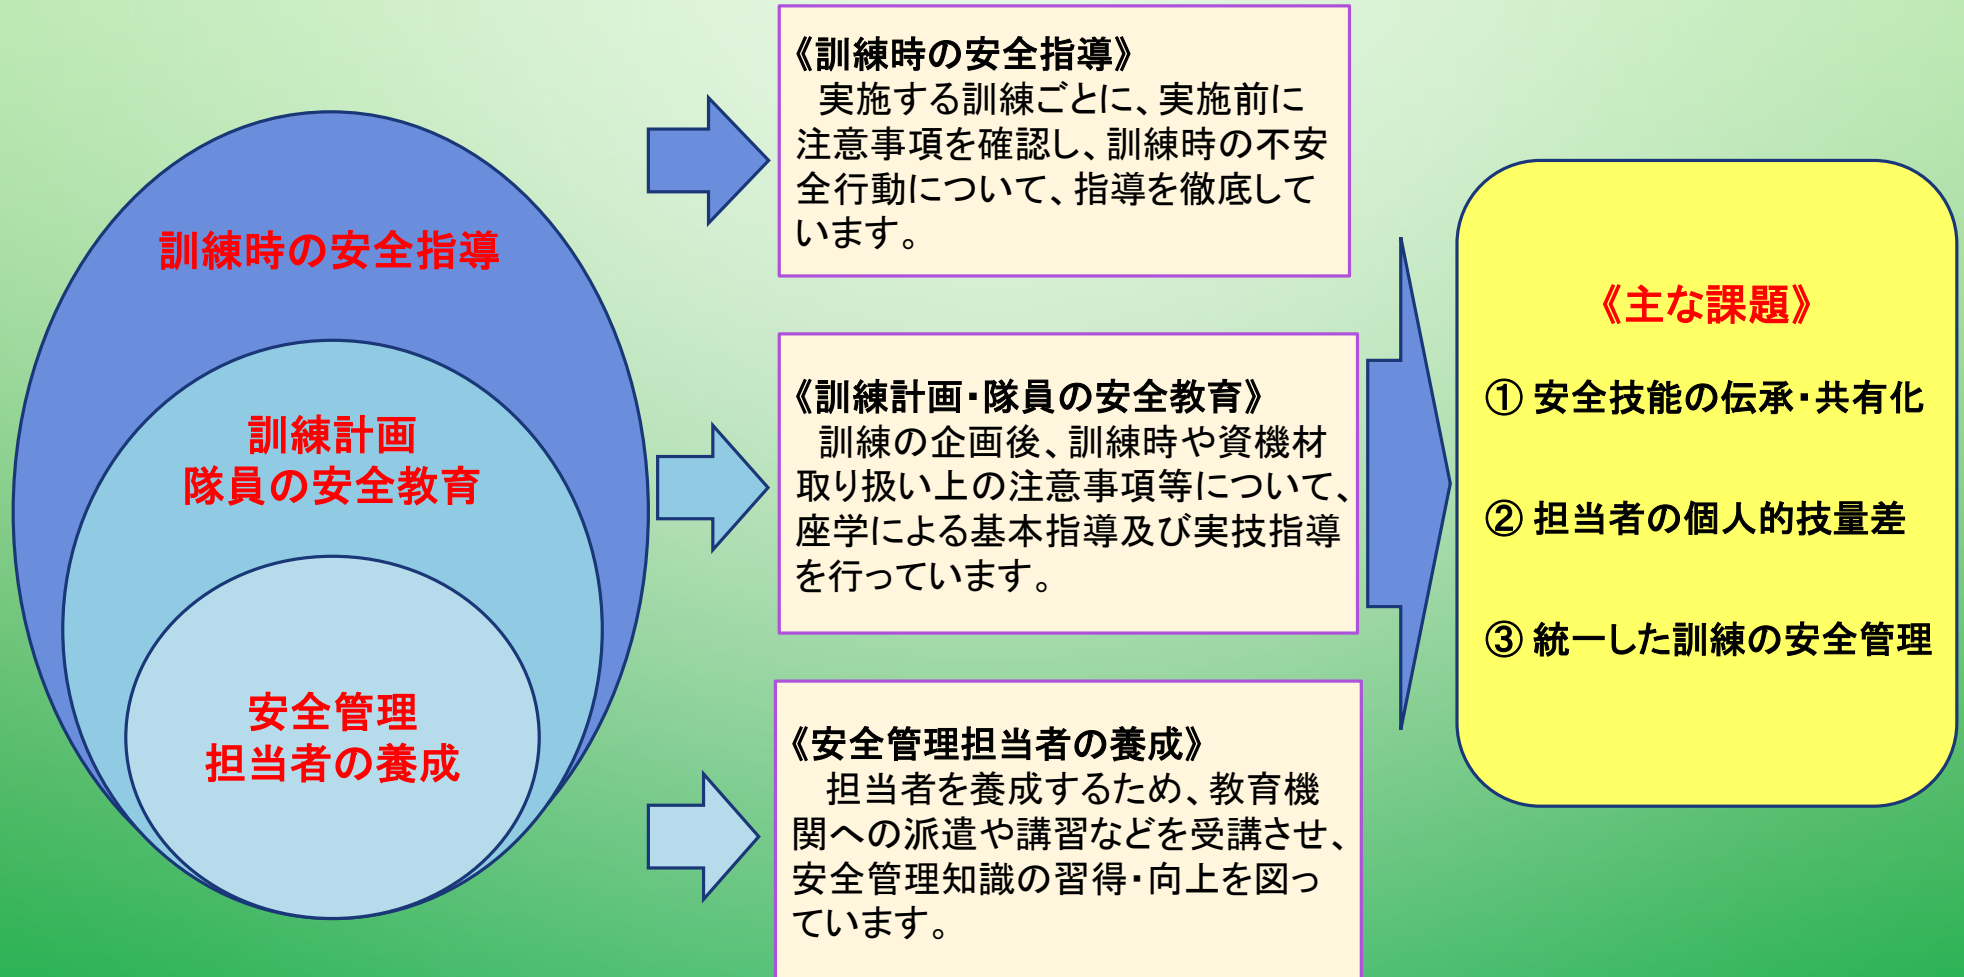 訓練時の安全指導
訓練計画
隊員の安全教育
安全管理
担当者の養成
《訓練時の安全指導》
実施する訓練ごとに、実施前に
注意事項を確認し、訓練時の不安
全行動について、指導を徹底して
います。
《訓練計画・隊員の安全教育》
訓練の企画後、訓練時や資機材
取り扱い上の注意事項等について、
座学による基本指導及び実技指導
を行っています。
《安全管理担当者の養成》
担当者を養成するため、教育機
関への派遣や講習などを受講させ、
安全管理知識の習得・向上を図っ
ています。
《主な課題》
① 安全技能の伝承・共有化
② 担当者の個人的技量差
③ 統一した訓練の安全管理